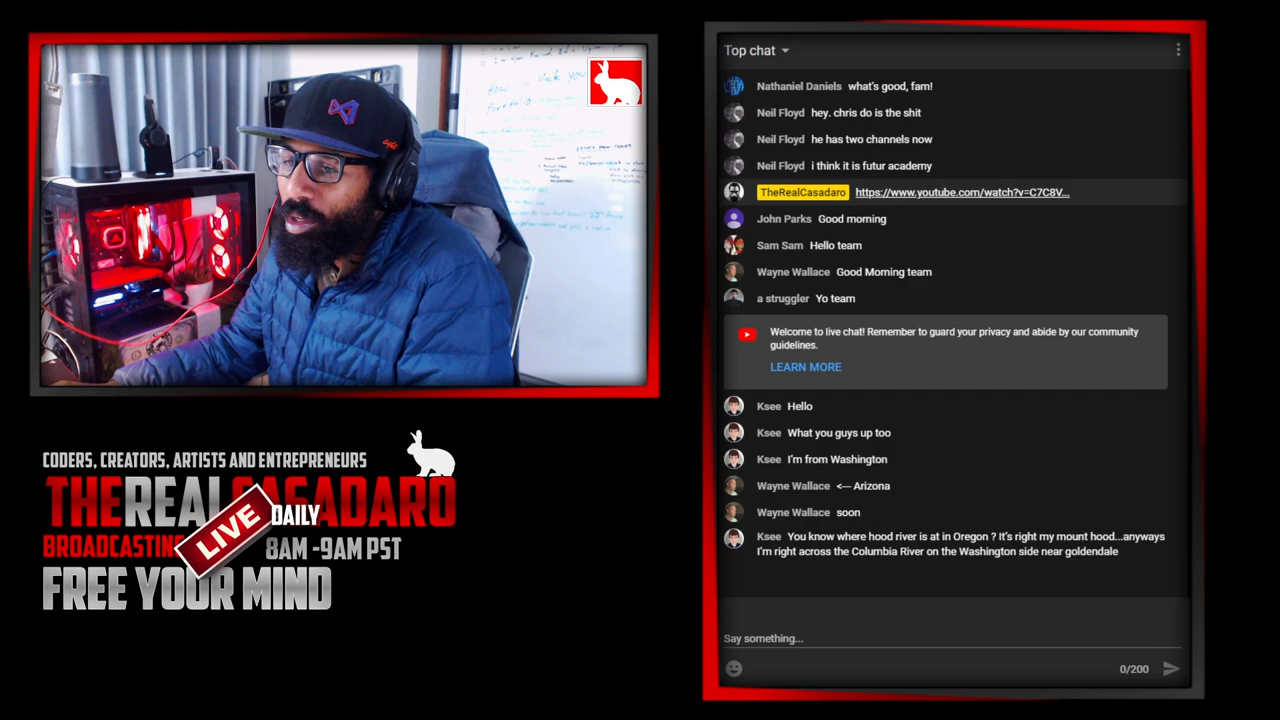 How to Hack YOU
Portfolio
Top chat
Nathaniel Daniels what's good, fam!
Neil Floyd hey. chris do is the shit
Neil Floyd he has two channels now
Neil Floyd i think it is futur academy
TheRealCasadaro https://www.youtube.com/watch?v=C7C8V...
John Parks Good morning
Sam Sam Hello team
Wayne Wallace Good Morning team
a struggler Yo team
Welcome to live chat! Remember to guard your privacy and abide by our community
guidelines.
LEARN MORE
Ksee Hello
Ksee What you guys up too
Ksee I'm from Washington
Wayne Wallace <--- Arizona
Wayne Wallace soon
Ksee You know where hood river is at in Oregon ? It's right my mount hood...anyways
I'm right across the Columbia River on the Washington side near goldendale
Say something...
0/200
CODERS, CREATORS, ARTISTS AND ENTREPRENEURS
THEREALCASADARO
BROADCASTING LIVE DAILY
8AM -9AM PST
FREE YOUR MIND